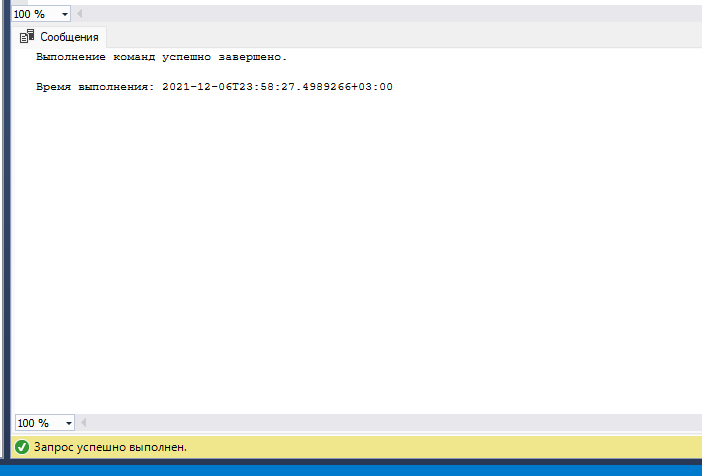 100 %
Сообщения
Выполнение команд успешно завершено.
Время выполнения: 2021-12-06T23:58:27.4989266+03:00
100 %
Запрос успешно выполнен.